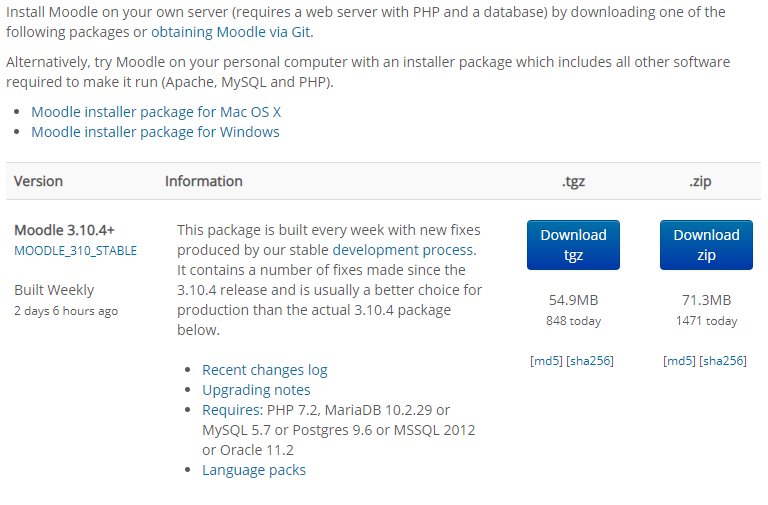 Install Moodle on your own server (requires a web server with PHP and a database) by downloading one of the
following packages or obtaining Moodle via Git.
Alternatively, try Moodle on your personal computer with an installer package which includes all other software
required to make it run (Apache, MySQL and PHP).
Moodle installer package for Mac OS X
Moodle installer package for Windows
Version Information .tgz .zip
Moodle 3.10.4+
MOODLE_310_STABLE
Built Weekly
2 days 6 hours ago
This package is built every week with new fixes
produced by our stable development process.
It contains a number of fixes made since the
3.10.4 release and is usually a better choice for
production than the actual 3.10.4 package
below.
Recent changes log
Upgrading notes
Requires: PHP 7.2, MariaDB 10.2.29 or
MySQL 5.7 or Postgres 9.6 or MSSQL 2012
or Oracle 11.2
Language packs
Download
tgz
54.9MB
848 today
[md5] [sha256]
Download
zip
71.3MB
1471 today
[md5] [sha256]